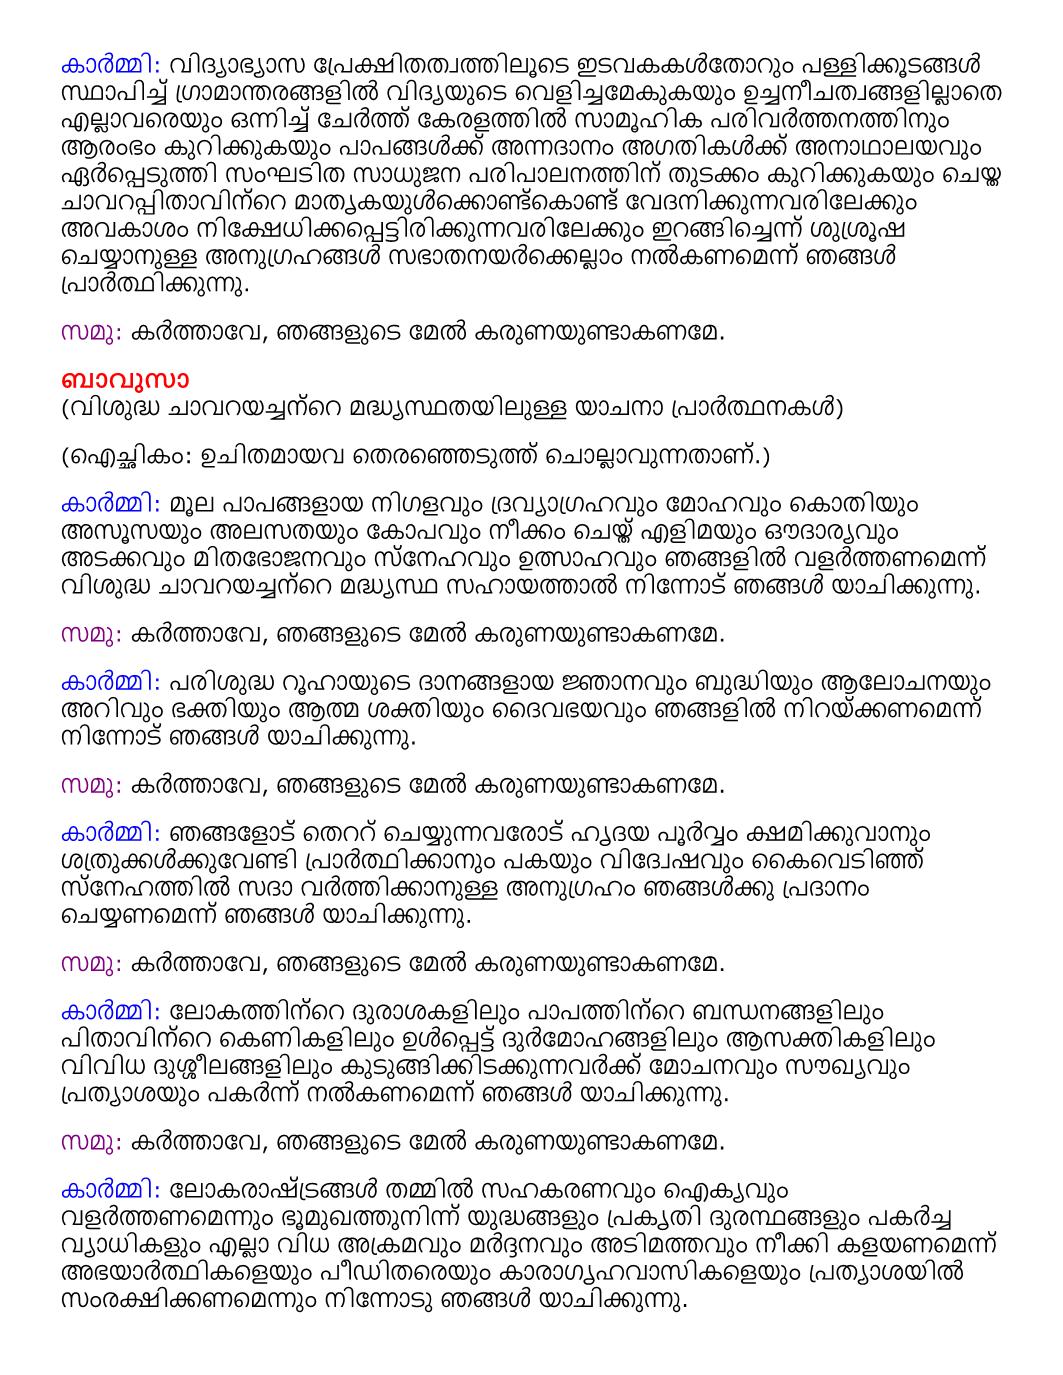 കാർമ്മി: വിദ്യാഭ്യാസ പ്രേക്ഷിതത്വത്തിലൂടെ ഇടവകകൾതോറും പള്ളിക്കൂടങ്ങൾ
സ്ഥാപിച്ച് ഗ്രാമാന്തരങ്ങളിൽ വിദ്യയുടെ വെളിച്ചമേകുകയും ഉച്ചനീചത്വങ്ങളില്ലാതെ
എല്ലാവരെയും ഒന്നിച്ച് ചേർത്ത് കേരളത്തിൽ സാമൂഹിക പരിവർത്തനത്തിനും
ആരംഭം കുറിക്കുകയും പാപങ്ങൾക്ക് അന്നദാനം അഗതികൾക്ക് അനാഥാലയവും
ഏർപ്പെടുത്തി സംഘടിത സാധുജന പരിപാലനത്തിന് തുടക്കം കുറിക്കുകയും ചെയ്ത
ചാവറപ്പിതാവിന്റെ മാതൃകയുൾക്കൊണ്ട്കൊണ്ട് വേദനിക്കുന്നവരിലേക്കും
അവകാശം നിക്ഷേധിക്കപ്പെട്ടിരിക്കുന്നവരിലേക്കും ഇറങ്ങിച്ചെന്ന് ശുശ്രൂഷ
ചെയ്യാനുള്ള അനുഗ്രഹങ്ങൾ സഭാതനയർക്കെല്ലാം നൽകണമെന്ന് ഞങ്ങൾ
പ്രാർത്ഥിക്കുന്നു.
സമൂ: കർത്താവേ, ഞങ്ങളുടെ മേൽ കരുണയുണ്ടാകണമേ.
ബാവുസാ
(വിശുദ്ധ ചാവറയച്ചന്റെ മദ്ധ്യസ്ഥതയിലുള്ള യാചനാ പ്രാർത്ഥനകൾ)
(ഐച്ഛികം: ഉചിതമായവ തെരഞ്ഞെടുത്ത് ചൊല്ലാവുന്നതാണ്.)
കാർമ്മി: മൂല പാപങ്ങളായ നിഗളവും ദ്രവ്യാഗ്രഹവും മോഹവും കൊതിയും
അസൂസയും അലസതയും കോപവും നീക്കം ചെയ്ത് എളിമയും ഔദാര്യവും
അടക്കവും മിതഭോജനവും സ്നേഹവും ഉത്സാഹവും ഞങ്ങളിൽ വളർത്തണമെന്ന്
വിശുദ്ധ ചാവറയച്ചന്റെ മദ്ധ്യസ്ഥ സഹായത്താൽ നിന്നോട് ഞങ്ങൾ യാചിക്കുന്നു.
സമൂ: കർത്താവേ, ഞങ്ങളുടെ മേൽ കരുണയുണ്ടാകണമേ.
കാർമ്മി: പരിശുദ്ധ റൂഹായുടെ ദാനങ്ങളായ ജ്ഞാനവും ബുദ്ധിയും ആലോചനയും
അറിവും ഭക്തിയും ആത്മ ശക്തിയും ദൈവഭയവും ഞങ്ങളിൽ നിറയ്ക്കണമെന്ന്
നിന്നോട് ഞങ്ങൾ യാചിക്കുന്നു.
സമൂ: കർത്താവേ, ഞങ്ങളുടെ മേൽ കരുണയുണ്ടാകണമേ.
കാർമ്മി: ഞങ്ങളോട് തെററ് ചെയ്യുന്നവരോട് ഹൃദയ പൂർവ്വം ക്ഷമിക്കുവാനും
ശത്രുക്കൾക്കുവേണ്ടി പ്രാർത്ഥിക്കാനും പകയും വിദ്വേഷവും കൈവെടിഞ്ഞ്
സ്നേഹത്തിൽ സദാ വർത്തിക്കാനുള്ള അനുഗ്രഹം ഞങ്ങൾക്കു പ്രദാനം
ചെയ്യണമെന്ന് ഞങ്ങൾ യാചിക്കുന്നു.
സമൂ: കർത്താവേ, ഞങ്ങളുടെ മേൽ കരുണയുണ്ടാകണമേ.
കാർമ്മി: ലോകത്തിന്റെ ദുരാശകളിലും പാപത്തിന്റെ ബന്ധനങ്ങളിലും
പിതാവിന്റെ കെണികളിലും ഉൾപ്പെട്ട് ദുർമോഹങ്ങളിലും ആസക്തികളിലും
വിവിധ ദുശ്ശീലങ്ങളിലും കുടുങ്ങിക്കിടക്കുന്നവർക്ക് മോചനവും സൗഖ്യവും
പ്രത്യാശയും പകർന്ന് നൽകണമെന്ന് ഞങ്ങൾ യാചിക്കുന്നു.
സമൂ: കർത്താവേ, ഞങ്ങളുടെ മേൽ കരുണയുണ്ടാകണമേ.
കാർമ്മി: ലോകരാഷ്ട്രങ്ങൾ തമ്മിൽ സഹകരണവും ഐക്യവും
വളർത്തണമെന്നും ഭൂമുഖത്തുനിന്ന് യുദ്ധങ്ങളും പ്രകൃതി ദുരന്ഥങ്ങളും പകർച്ച
വ്യാധികളും എല്ലാ വിധ അക്രമവും മർദ്ദനവും അടിമത്തവും നീക്കി കളയണമെന്ന്
അഭയാർത്ഥികളെയും പീഡിതരെയും കാരാഗൃഹവാസികളെയും പ്രത്യാശയിൽ
സംരക്ഷിക്കണമെന്നും നിന്നോടു ഞങ്ങൾ യാചിക്കുന്നു.